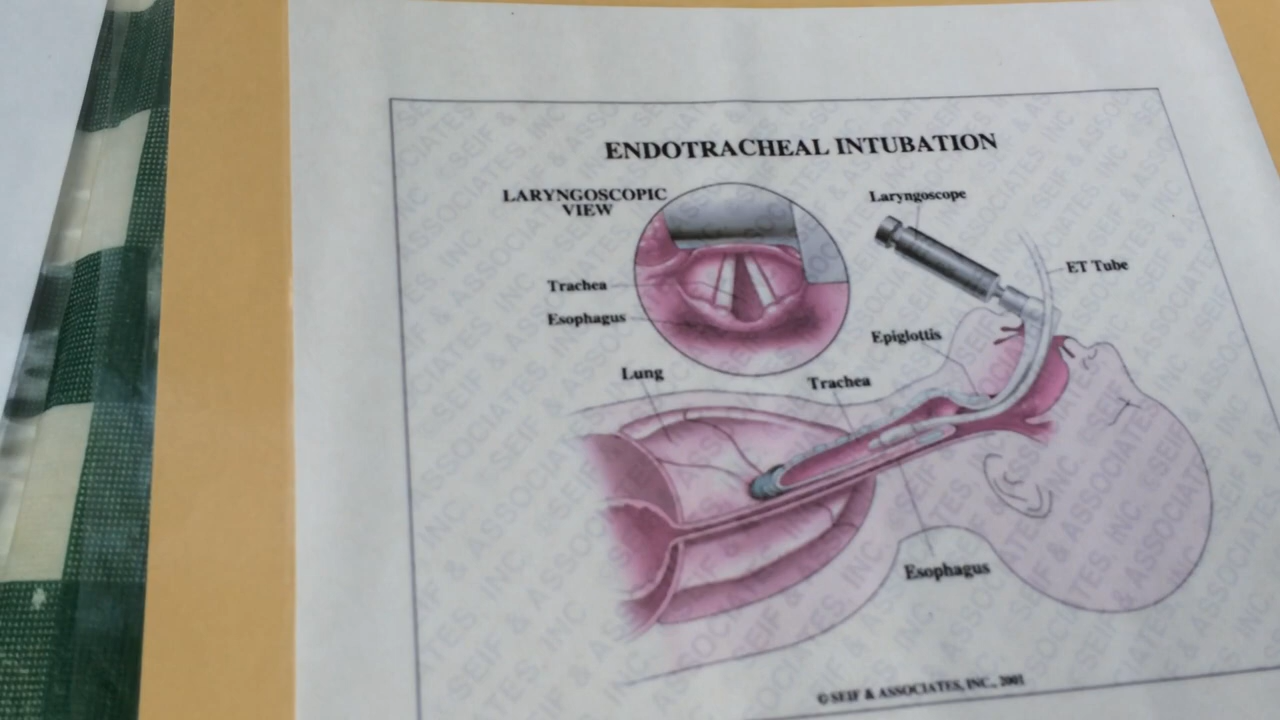 ENDOTRACHEAL INTUBATION
LARYNGOSCOPIC
VIEW
Laryngoscope
ET Tube
Trachea
Esophagus
Epiglottis
Lung
Trachea
Esophagus
© SEIF & ASSOCIATES, INC., 2001